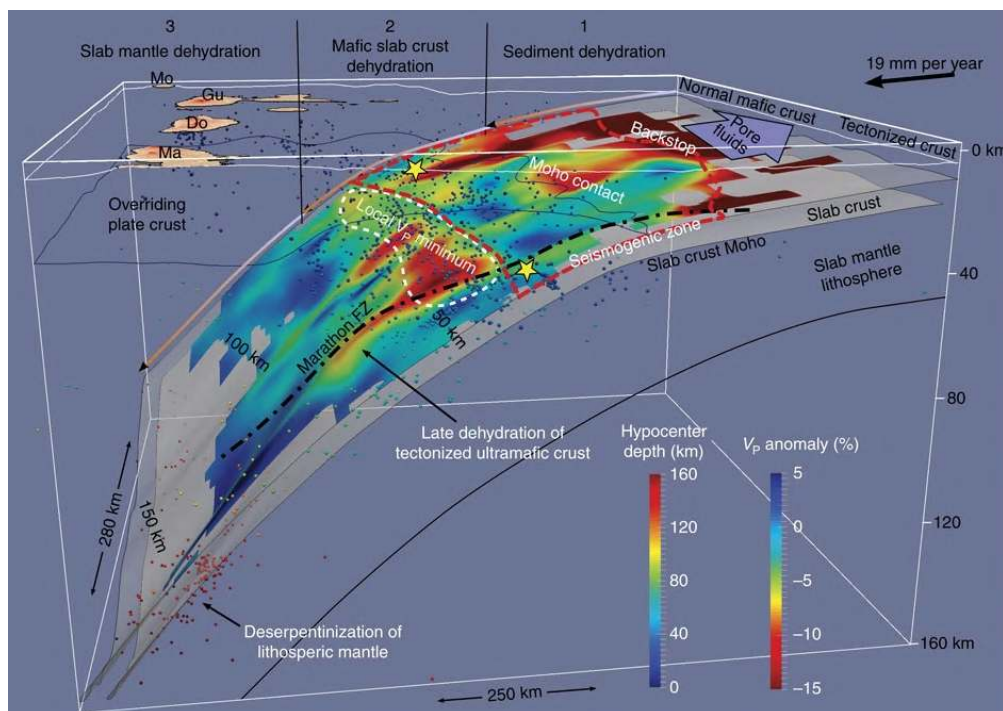 3
Slab mantle dehydration
2
Mafic slab crust
dehydration
1
Sediment dehydration
19 mm per year
Mo
Gu
Do
Ma
Normal mafic crust
Tectonized crust
Pore
fluids
Backstop
0 km
Moho contact
Overriding
plate crust
Local VP minimum
Seismogenic zone
Slab crust
Slab crust Moho
Slab mantle
lithosphere
40
50 km
Marathon FZ
100 km
80
Late dehydration of
tectonized ultramafic crust
Hypocenter
depth (km)
160
120
80
40
0
VP anomaly (%)
5
0
−5
−10
−15
280 km
150 km
120
Deserpentinization of
lithosperic mantle
160 km
250 km